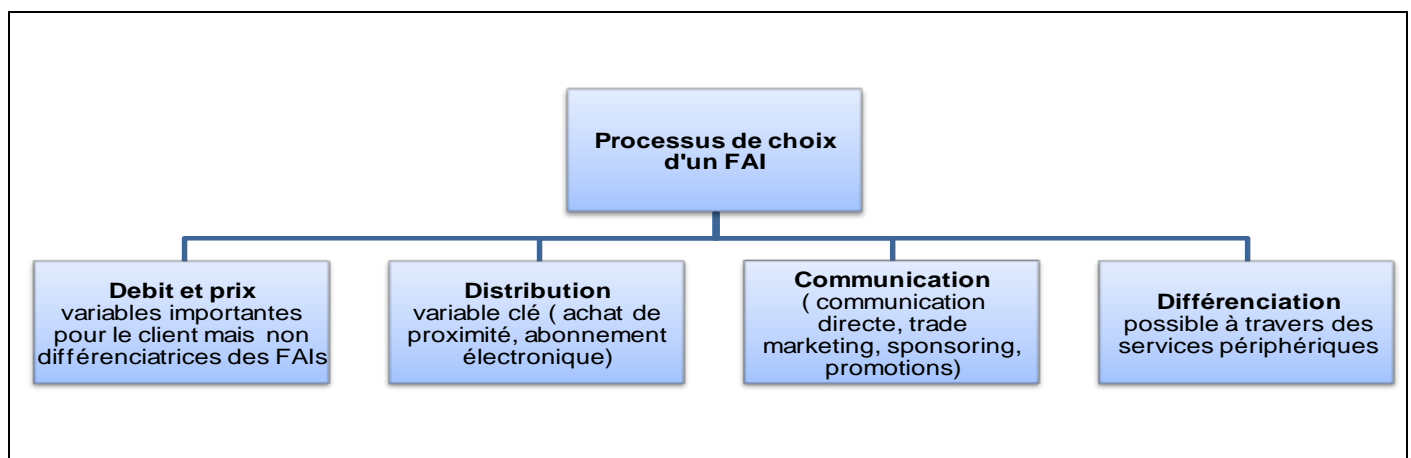 Processus de choix
d'un FAI
Debit et prix
variables importantes
pour le client mais non
différenciatrices des FAIs
Distribution
variable clé ( achat de
proximité, abonnement
électronique)
Communication
( communication
directe, trade
marketing, sponsoring,
promotions)
Différenciation
possible à travers des
services périphériques